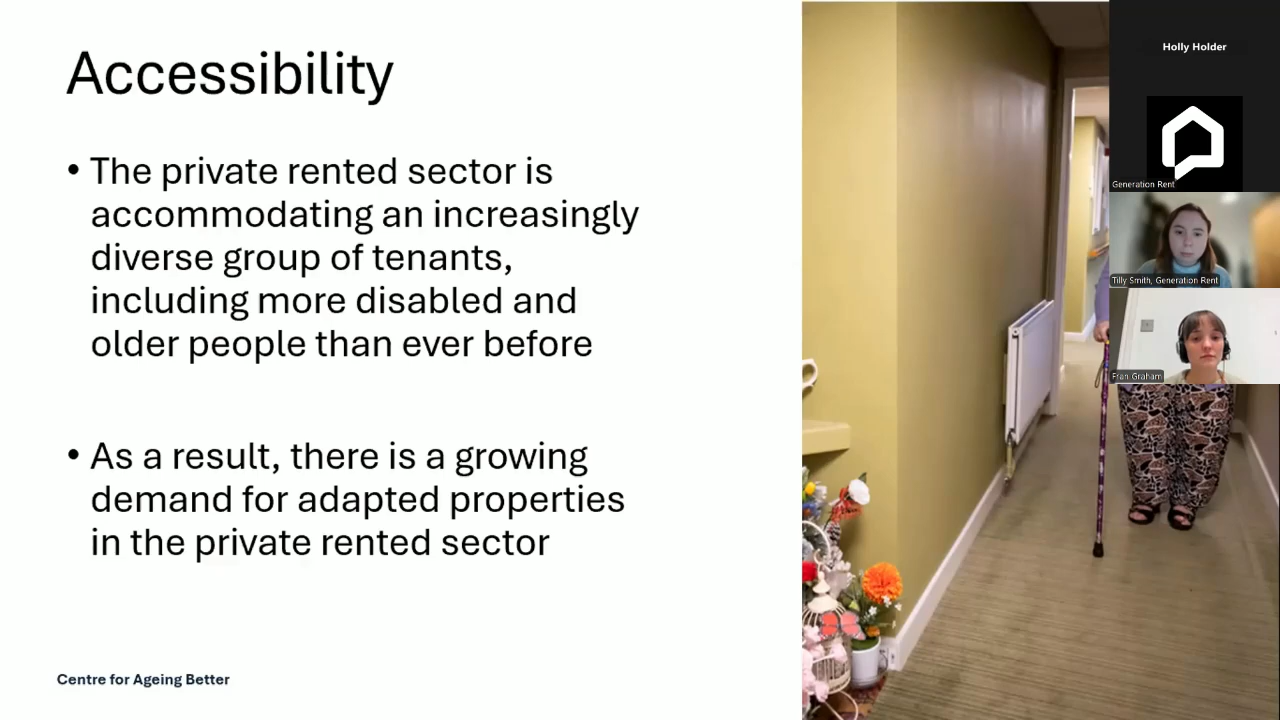 Accessibility
• The private rented sector is
accommodating an increasingly
diverse group of tenants,
including more disabled and
older people than ever before
• As a result, there is a growing
demand for adapted properties
in the private rented sector
Centre for Ageing Better
Holly Holder
Generation Rent
Tilly Smith, Generation Rent
Fran Graham